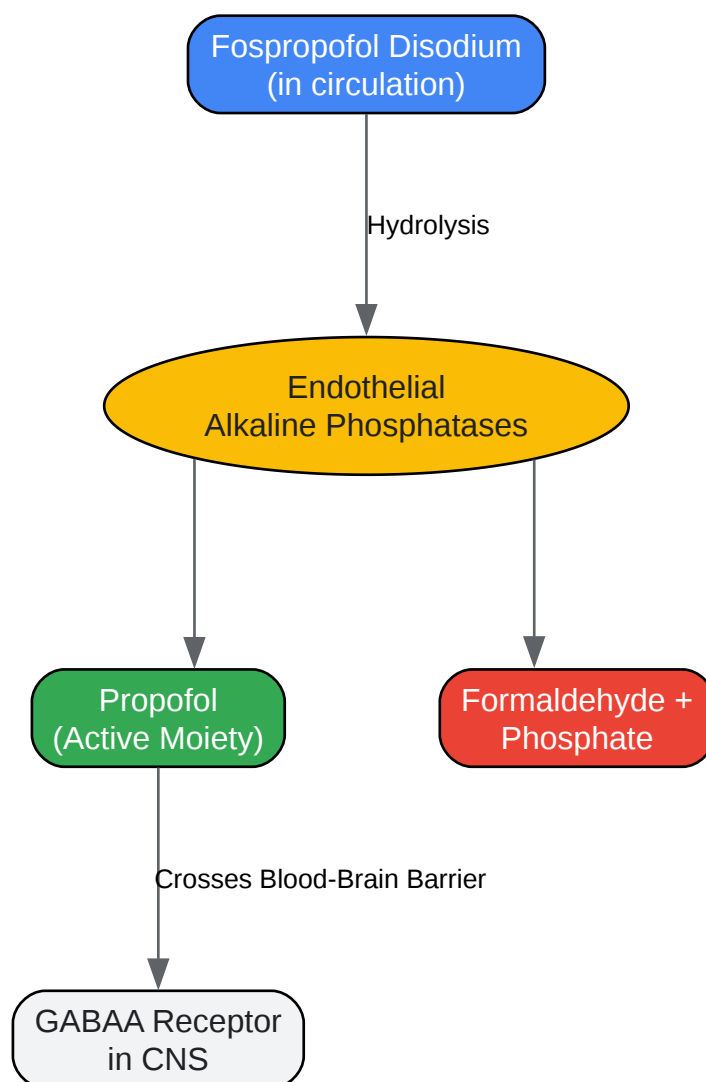 Fospropofol Disodium
(in circulation)
Hydrolysis
Endothelial
Alkaline Phosphatases
Propofol
(Active Moiety)
Formaldehyde +
Phosphate
Crosses Blood-Brain Barrier
GABAA Receptor
in CNS